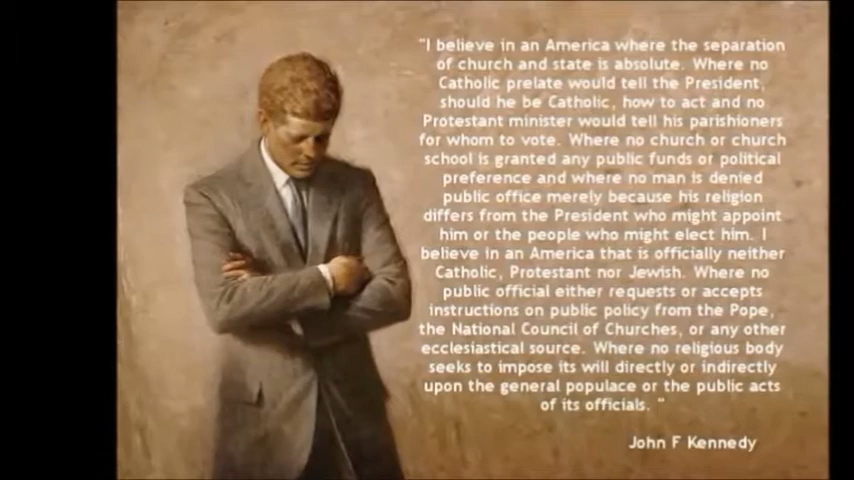 "I believe in an America where the separation
of church and state is absolute. Where no
Catholic prelate would tell the President,
should he be Catholic, how to act and no
Protestant minister would tell his parishioners
for whom to vote. Where no church or church
school is granted any public funds or political
preference and where no man is denied
public office merely because his religion
differs from the President who might appoint
him or the people who might elect him. I
believe in an America that is officially neither
Catholic, Protestant nor Jewish. Where no
public official either requests or accepts
instructions on public policy from the Pope,
the National Council of Churches, or any other
ecclesiastical source. Where no religious body
seeks to impose its will directly or indirectly
upon the general populace or the public acts
of its officials. "
John F Kennedy